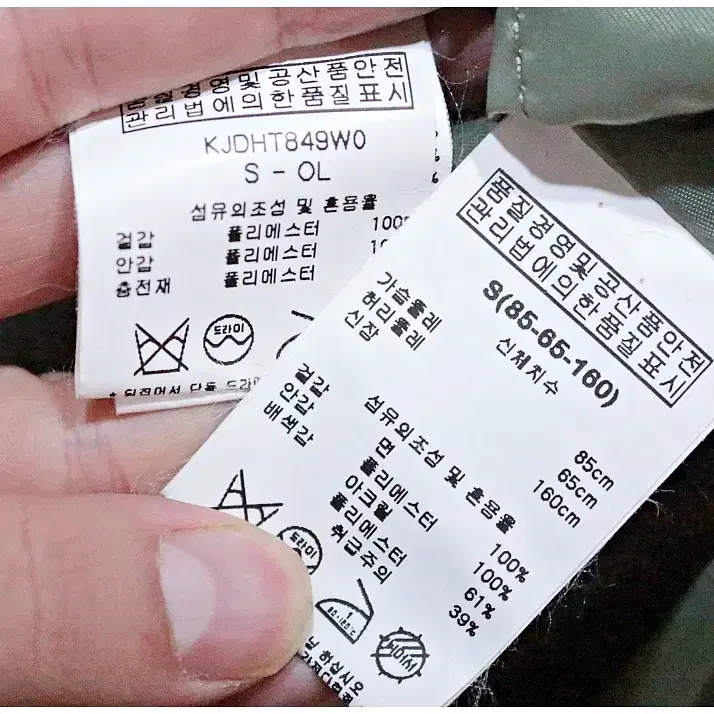 품질경영및공산품안전
관리법에의한품질표시
KJDHT849W0
S - OL
섬유의조성 및 혼용율
겉감 폴리에스터 100%
안감 폴리에스터
충전재 폴리에스터
드라이
품질경영및공산품안전
관리법에의한품질표시
S(85-65-160)
신체치수
가슴둘레 85cm
허리둘레 65cm
신장 160cm
섬유의조성 및 혼용율
겉감 면 100%
안감 폴리에스터 100%
배색감 아크릴 61%
폴리에스터 39%
취급주의
드라이
하십시오